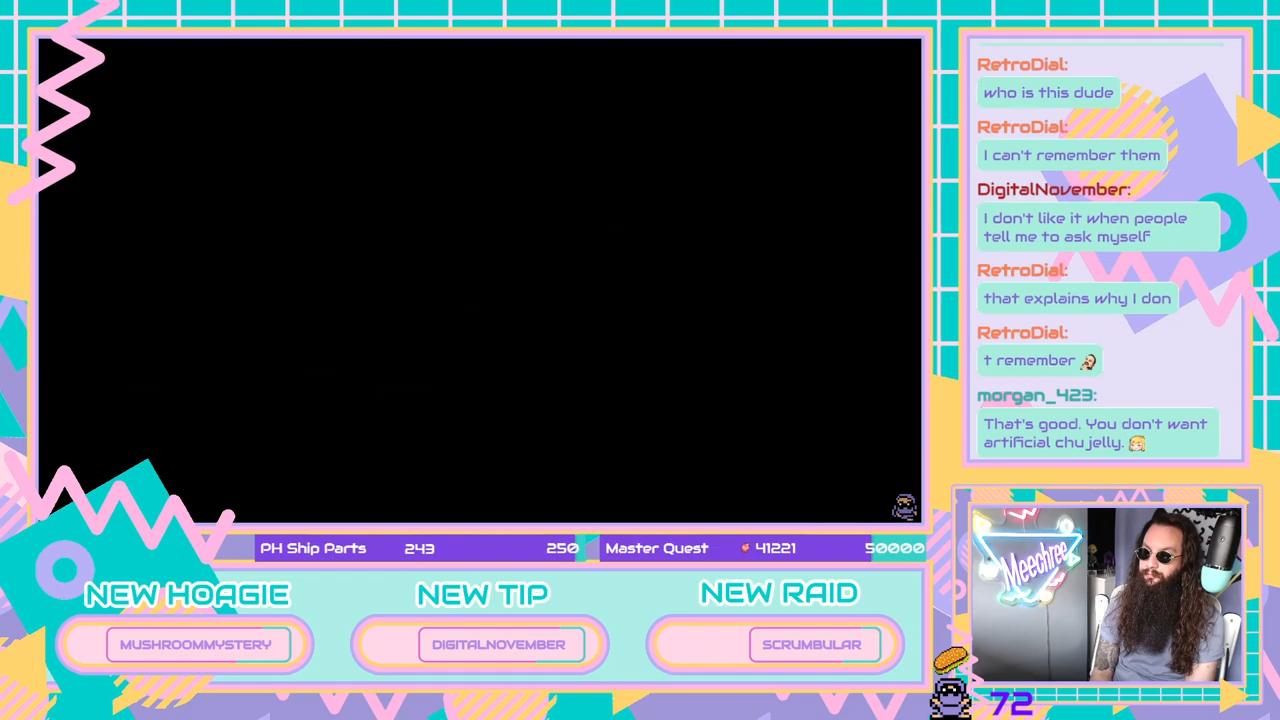 RetroDial:
who is this dude
RetroDial:
I can't remember them
DigitalNovember:
I don't like it when people
tell me to ask myself
RetroDial:
that explains why I don
RetroDial:
t remember
morgan_423:
That's good. You don't want
artificial chu jelly.
PH Ship Parts 243 250
Master Quest 41221 50000
NEW HOAGIE
MUSHROOMMYSTERY
NEW TIP
DIGITALNOVEMBER
NEW RAID
SCRUMBULAR
Meechree
72